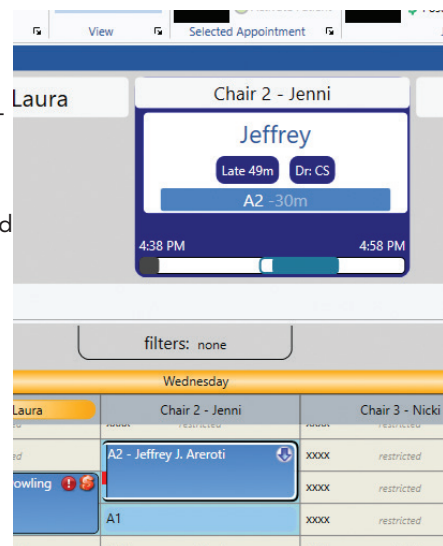 View
Selected Appointment
Laura
Chair 2 - Jenni
Jeffrey
Late 49m
Dr: CS
A2 -30m
d
4:38 PM
4:58 PM
filters: none
Wednesday
Laura
Chair 2 - Jenni
Chair 3 - Nicki
xxxx
A2 - Jeffrey J. Areroti
xxxx
restricted
owling
xxxx
restricted
A1
xxxx
restricted